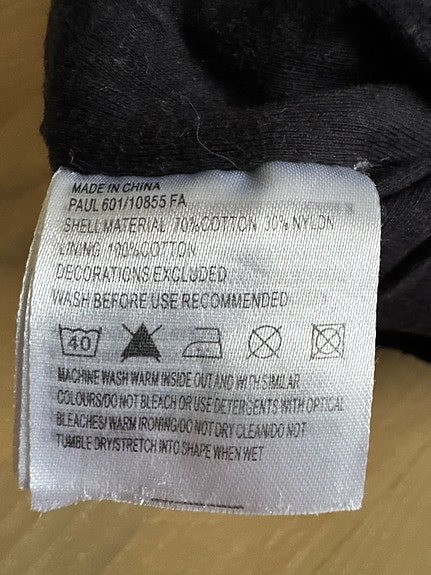 MADE IN CHINA
PAUL 601/10855 FA
SHELL MATERIAL 70%COTTON 30% NYLON
LINING 100%COTTON
DECORATIONS EXCLUDED
WASH BEFORE USE RECOMMENDED
40
MACHINE WASH WARM INSIDE OUT AND WITH SIMILAR
COLOURS/DO NOT BLEACH OR USE DETERGENTS WITH OPTICAL
BLEACHES/WARM IRONING/DO NOT DRY CLEAN/DO NOT
TUMBLE DRY/STRETCH INTO SHAPE WHEN WET